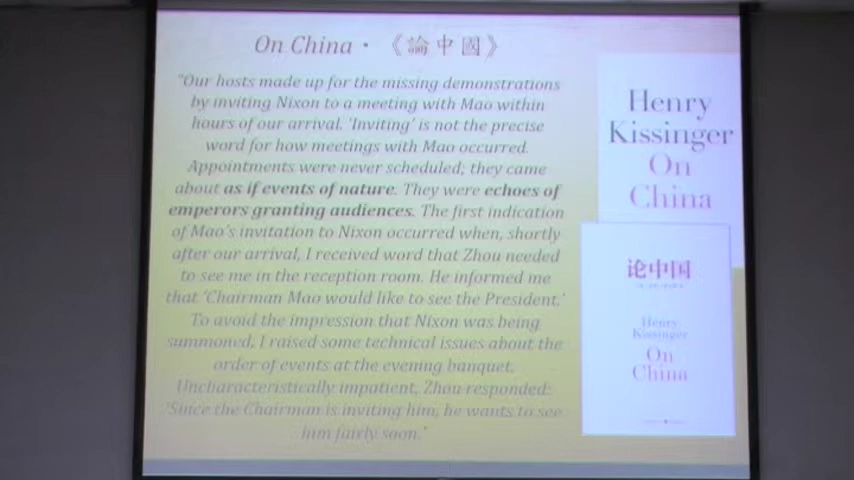 On China · 《論中國》
"Our hosts made up for the missing demonstrations
by inviting Nixon to a meeting with Mao within
hours of our arrival. 'Inviting' is not the precise
word for how meetings with Mao occurred.
Appointments were never scheduled; they came
about as if events of nature. They were echoes of
emperors granting audiences. The first indication
of Mao's invitation to Nixon occurred when, shortly
after our arrival, I received word that Zhou needed
to see me in the reception room. He informed me
that 'Chairman Mao would like to see the President.'
To avoid the impression that Nixon was being
summoned, I raised some technical issues about the
order of events at the evening banquet.
Uncharacteristically impatient, Zhou responded:
'Since the Chairman is inviting him, he wants to see
him fairly soon.'
Henry
Kissinger
On
China
论中国
Henry
Kissinger
On
China